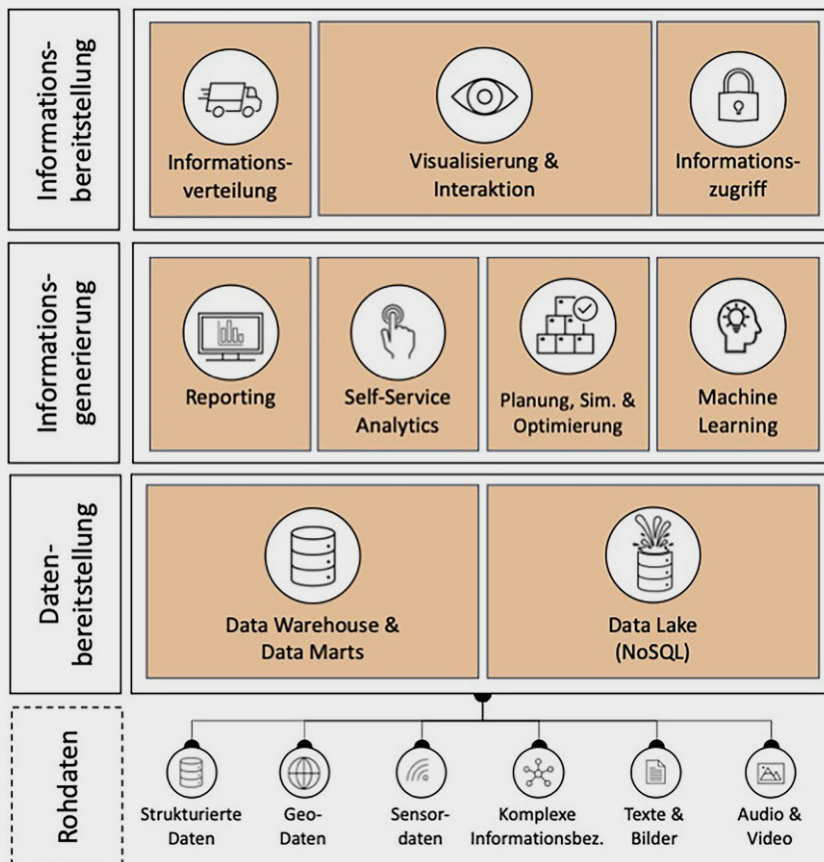 Informations-
bereitstellung
Informations-
verteilung
Visualisierung &
Interaktion
Informations-
zugriff
Informations-
generierung
Reporting
Self-Service
Analytics
Planung, Sim. &
Optimierung
Machine
Learning
Daten-
bereitstellung
Data Warehouse &
Data Marts
Data Lake
(NoSQL)
Rohdaten
Strukturierte
Daten
Geo-
Daten
Sensor-
daten
Komplexe
Informationsbez.
Texte &
Bilder
Audio &
Video